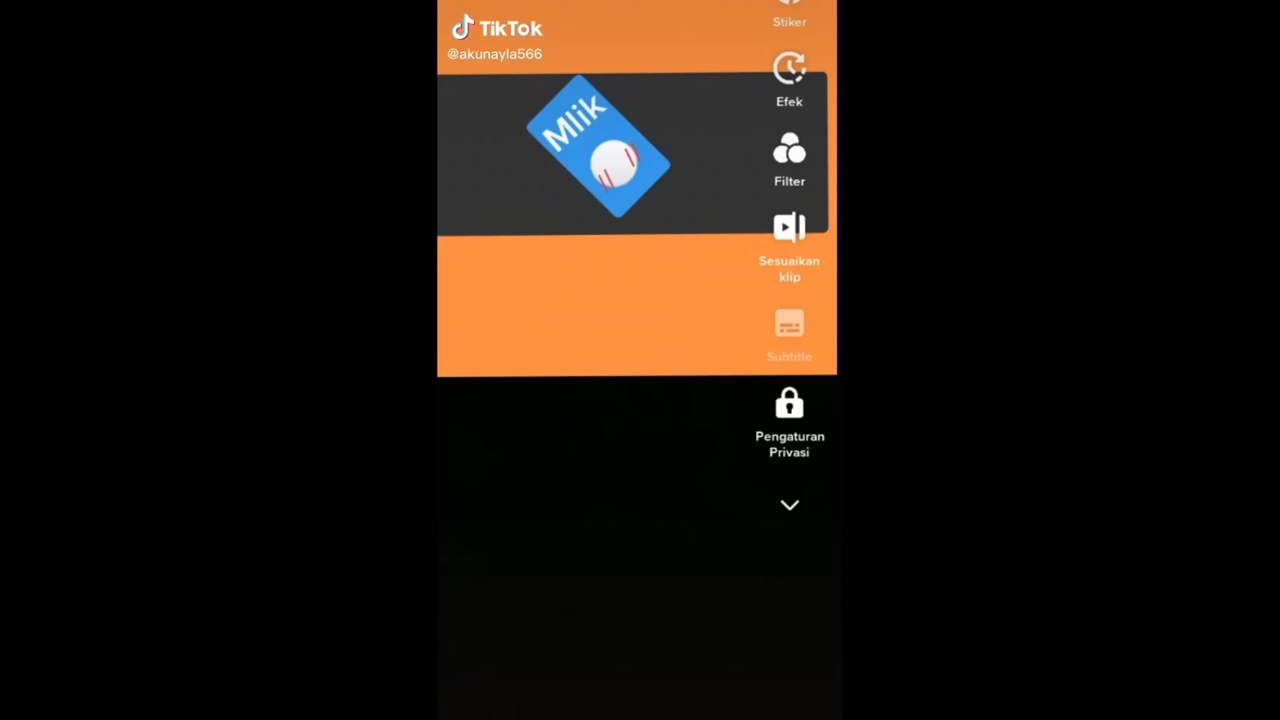 TikTok
@akunayla566
Stiker
Mlik
Efek
Filter
Sesuaikan
klip
Subtitle
Pengaturan
Privasi